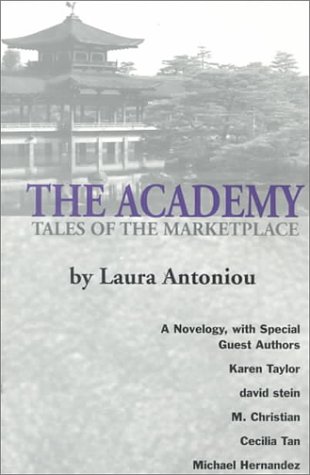 THE ACADEMY
TALES OF THE MARKETPLACE
by Laura Antoniou
A Novelogy, with Special
Guest Authors
Karen Taylor
david stein
M. Christian
Cecilia Tan
Michael Hernandez